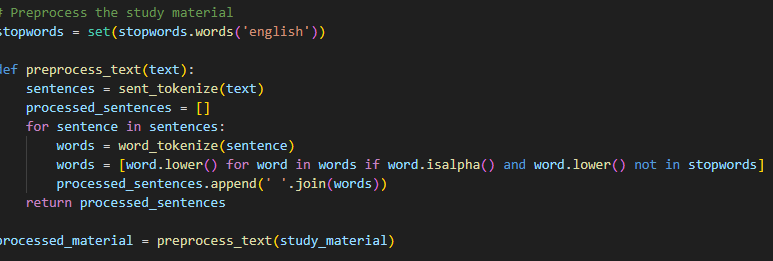 # Preprocess the study material
stopwords = set(stopwords.words('english'))

def preprocess_text(text):
    sentences = sent_tokenize(text)
    processed_sentences = []
    for sentence in sentences:
        words = word_tokenize(sentence)
        words = [word.lower() for word in words if word.isalpha() and word.lower() not in stopwords]
        processed_sentences.append(' '.join(words))
    return processed_sentences

processed_material = preprocess_text(study_material)